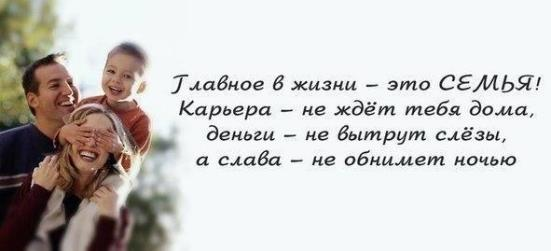 Главное в жизни – это СЕМЬЯ!
Карьера – не ждёт тебя дома,
деньги – не вытрут слёзы,
а слава – не обнимет ночью